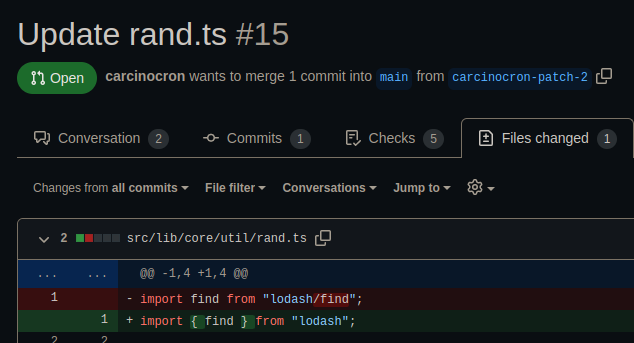 Update rand.ts #15
Open carcinocron wants to merge 1 commit into main from carcinocron-patch-2
Conversation 2 Commits 1 Checks 5 Files changed 1
Changes from all commits File filter Conversations Jump to
2 src/lib/core/util/rand.ts
... ... @@ -1,4 +1,4 @@
1 - import find from "lodash/find";
1 + import { find } from "lodash";
2 2